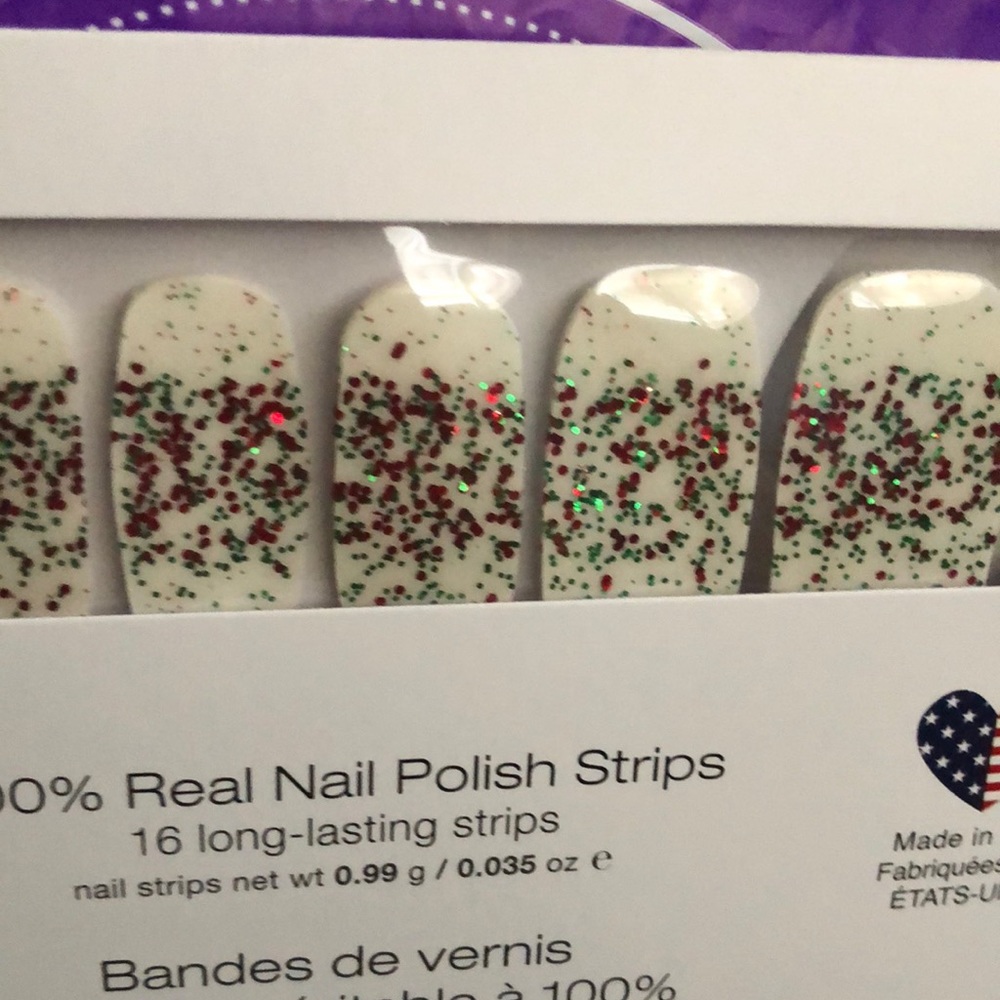 00% Real Nail Polish Strips
16 long-lasting strips
nail strips net wt 0.99 g / 0.035 oz ℮
Bandes de vernis
à 100%
Made in
Fabriquées
ÉTATS-U